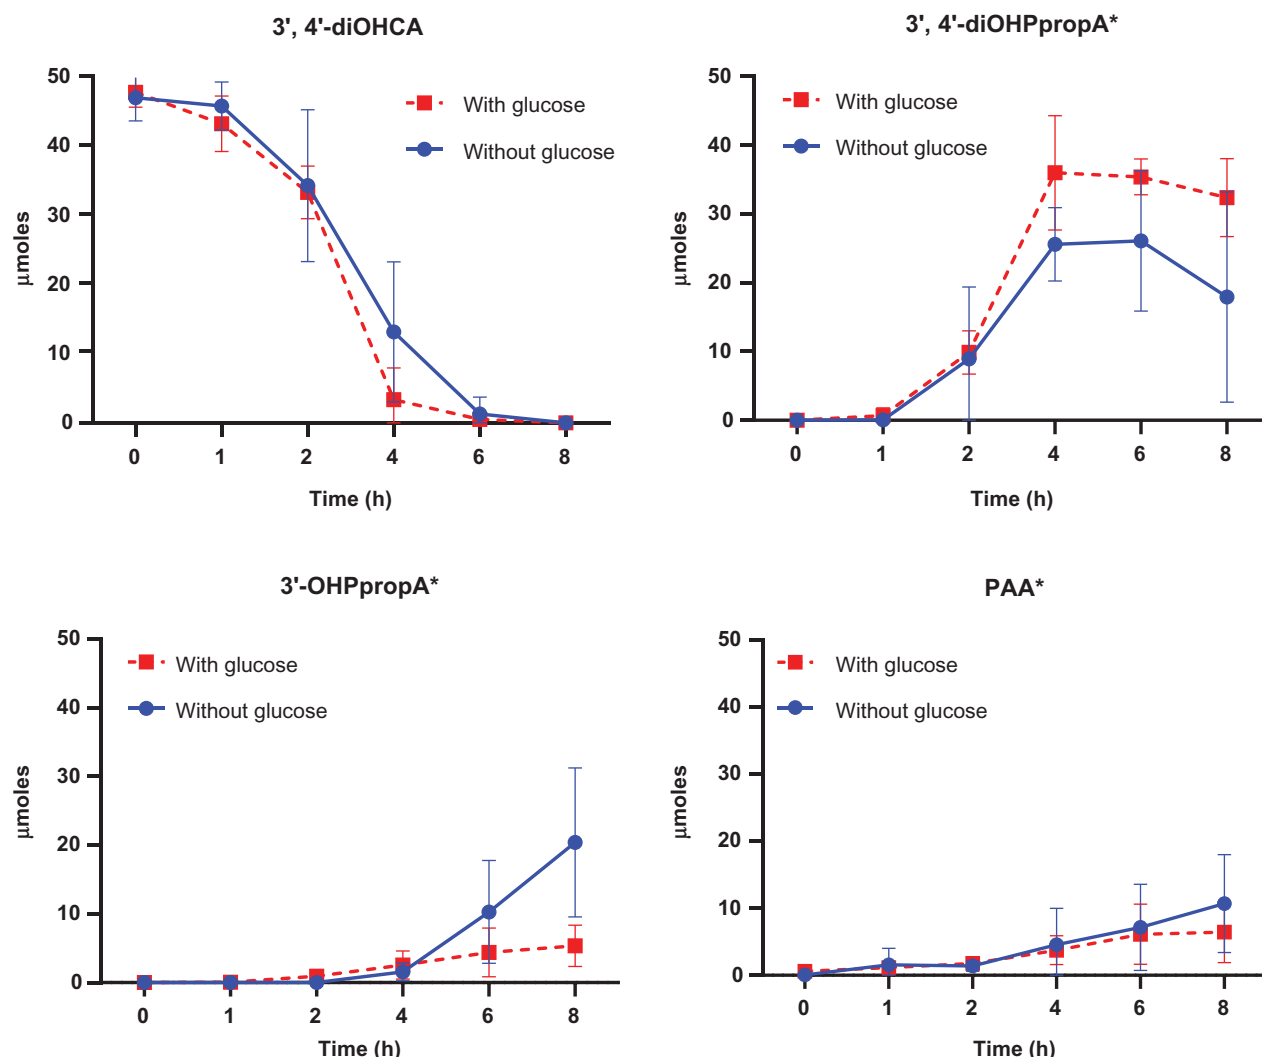 3', 4'-diOHCA
50
40
30
20
10
0
μmoles
With glucose
Without glucose
0 1 2 4 6 8
Time (h)
3', 4'-diOHPpropA*
50
40
30
20
10
0
μmoles
With glucose
Without glucose
0 1 2 4 6 8
Time (h)
3'-OHPpropA*
50
40
30
20
10
0
μmoles
With glucose
Without glucose
0 1 2 4 6 8
Time (h)
PAA*
50
40
30
20
10
0
μmoles
With glucose
Without glucose
0 1 2 4 6 8
Time (h)